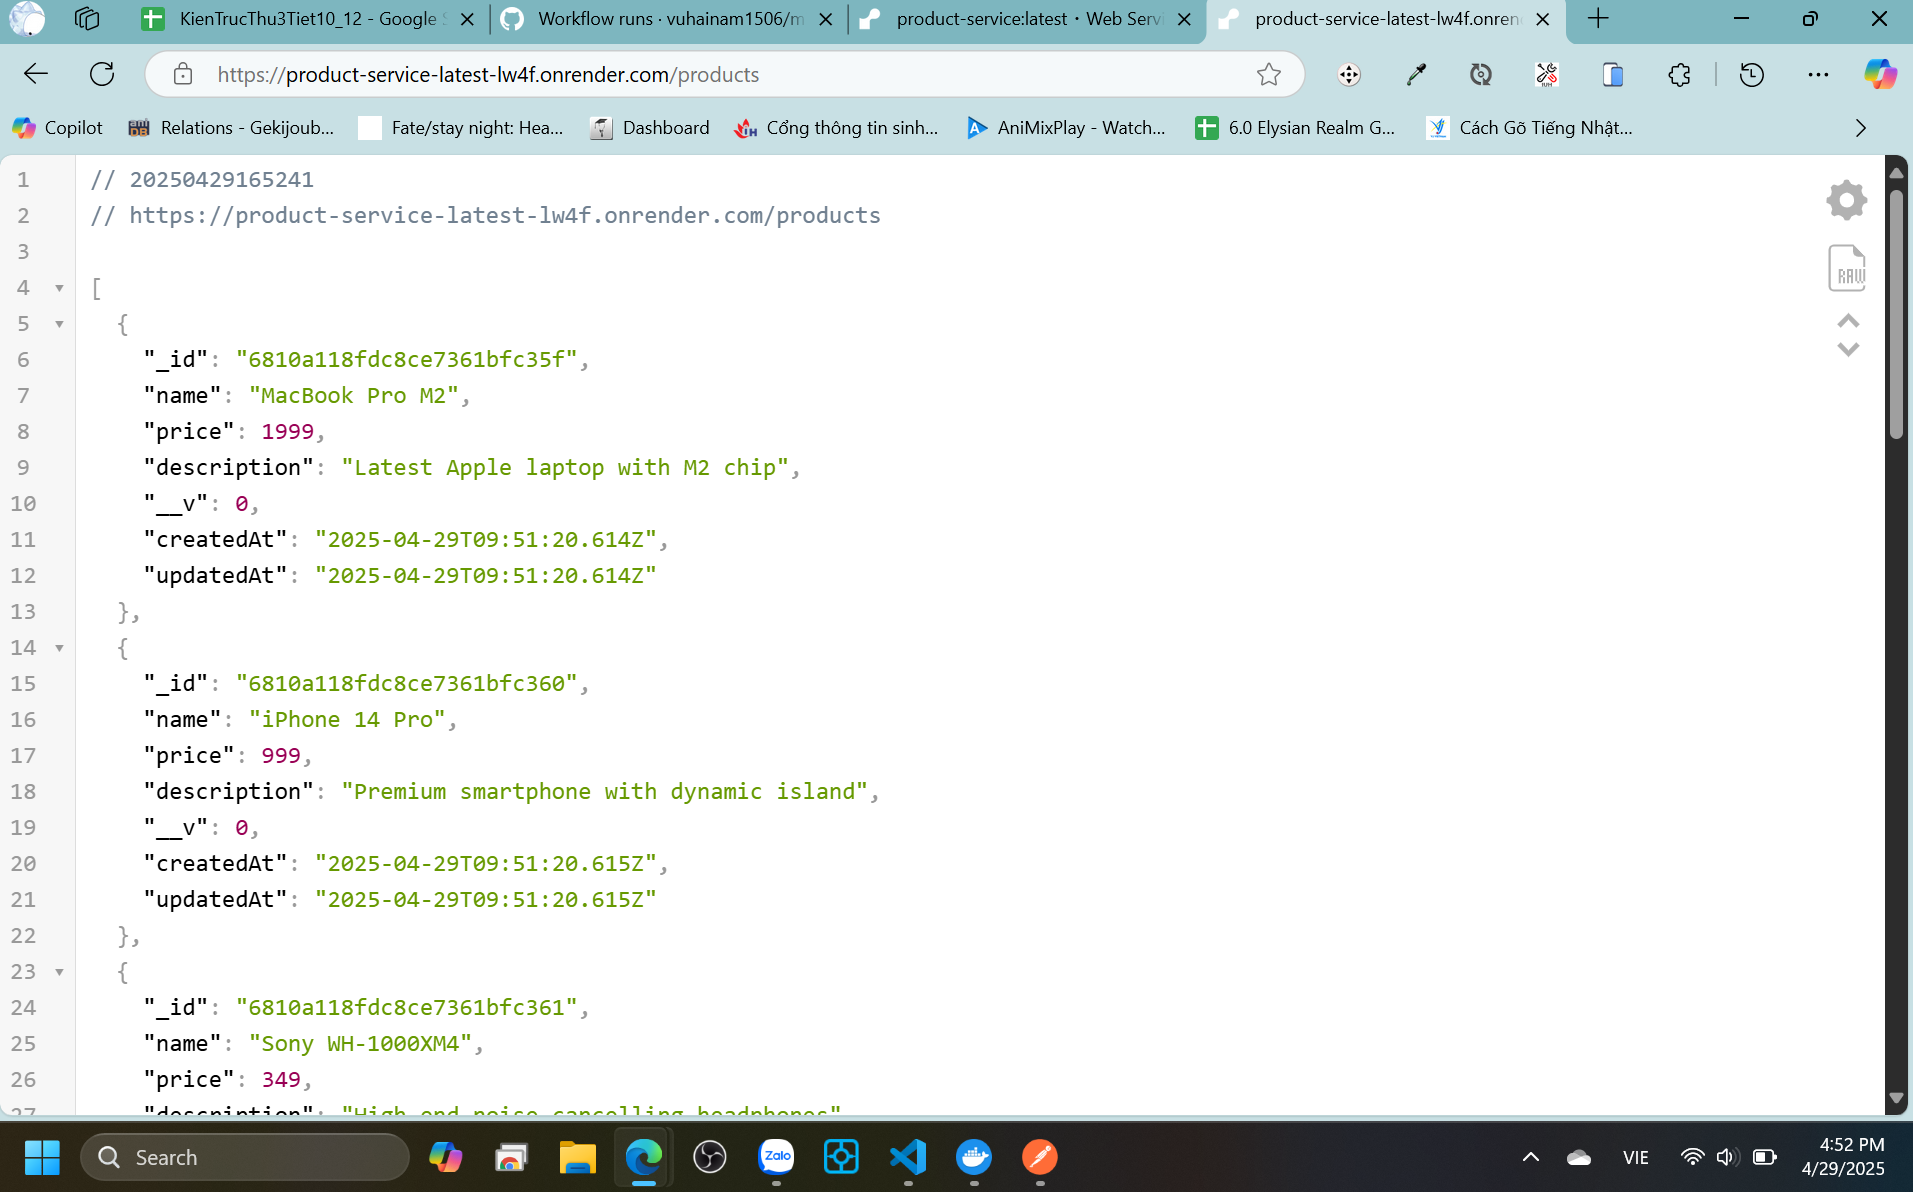 KienTrucThu3Tiet10_12 - Google S
Workflow runs · vuhainam1506/m
product-service:latest · Web Servi
product-service-latest-lw4f.onren
https://product-service-latest-lw4f.onrender.com/products
Copilot
Relations - Gekijoub...
Fate/stay night: Hea...
Dashboard
Cổng thông tin sinh...
AniMixPlay - Watch...
6.0 Elysian Realm G...
Cách Gõ Tiếng Nhật...
1 // 20250429165241
2 // https://product-service-latest-lw4f.onrender.com/products
3
4 [
5 {
6 "_id": "6810a118fdc8ce7361bfc35f",
7 "name": "MacBook Pro M2",
8 "price": 1999,
9 "description": "Latest Apple laptop with M2 chip",
10 "__v": 0,
11 "createdAt": "2025-04-29T09:51:20.614Z",
12 "updatedAt": "2025-04-29T09:51:20.614Z"
13 },
14 {
15 "_id": "6810a118fdc8ce7361bfc360",
16 "name": "iPhone 14 Pro",
17 "price": 999,
18 "description": "Premium smartphone with dynamic island",
19 "__v": 0,
20 "createdAt": "2025-04-29T09:51:20.615Z",
21 "updatedAt": "2025-04-29T09:51:20.615Z"
22 },
23 {
24 "_id": "6810a118fdc8ce7361bfc361",
25 "name": "Sony WH-1000XM4",
26 "price": 349,
27 "description": "High-end noise cancelling headphones"
RAW
Search
Zalo
VIE
4:52 PM
4/29/2025